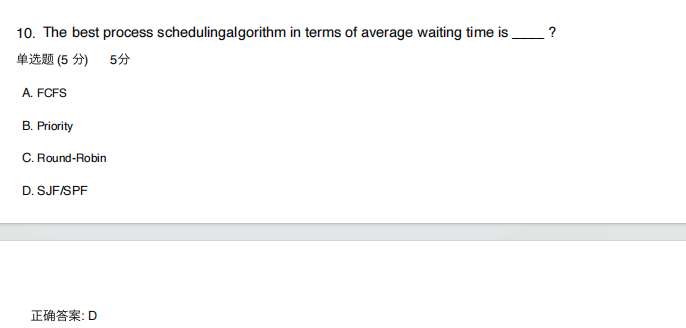 10. The best process schedulingalgorithm in terms of average waiting time is ____ ?
单选题 (5 分) 5分
A. FCFS
B. Priority
C. Round-Robin
D. SJF/SPF
正确答案: D